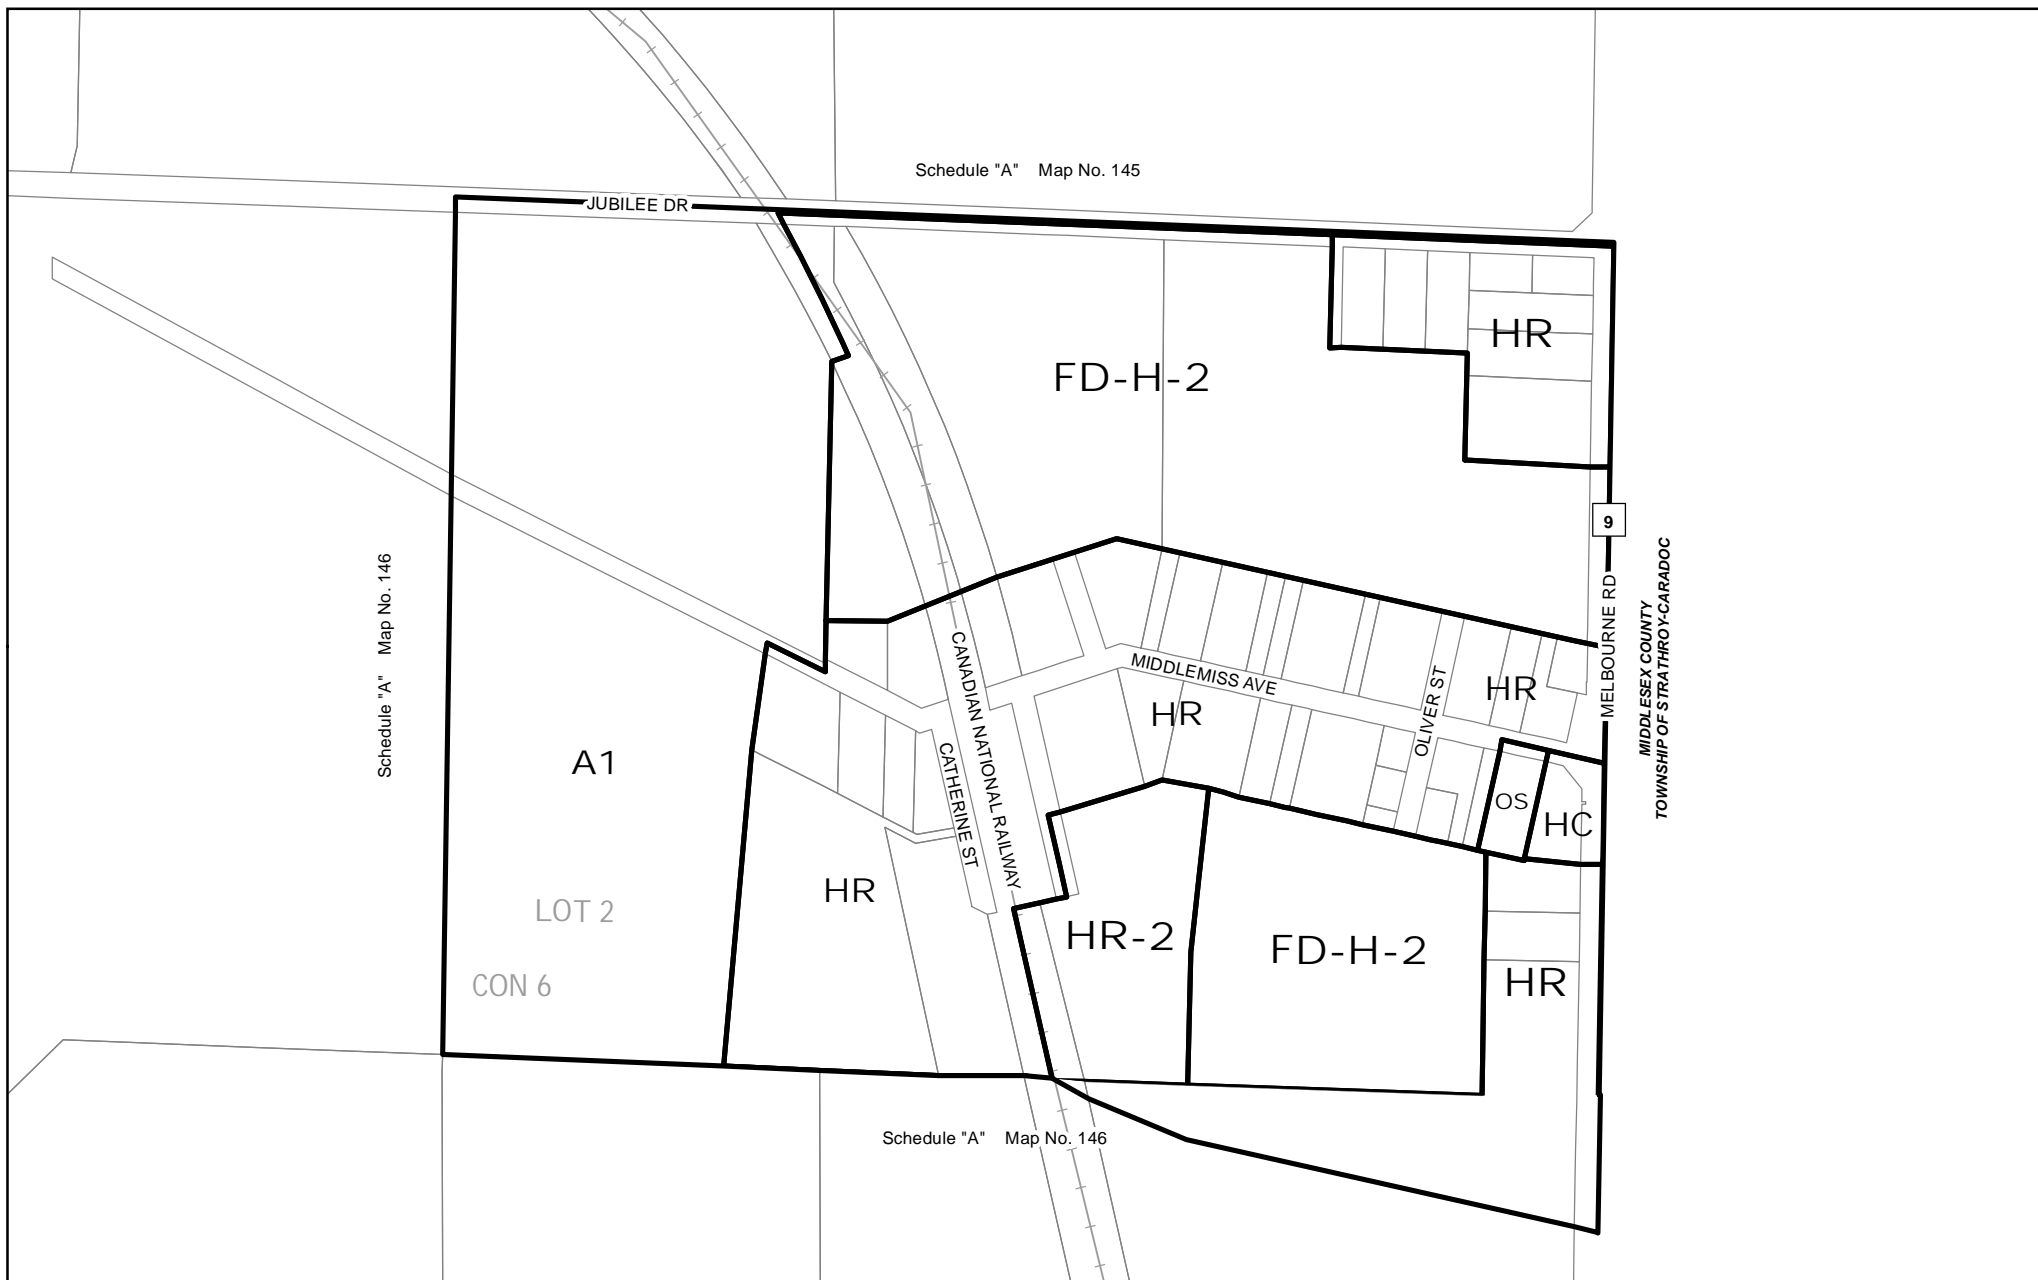 Schedule "A" Map No. 145
JUBILEE DR
HR
FD-H-2
9
Schedule "A" Map No. 146
MELBOURNE RD
MIDDLESEX COUNTY
TOWNSHIP OF STRATHROY-CARADOC
CANADIAN NATIONAL RAILWAY
MIDDLEMISS AVE
OLIVER ST
HR
HR
A1
CATHERINE ST
OS
HC
HR
LOT 2
HR-2
FD-H-2
HR
CON 6
Schedule "A" Map No. 146